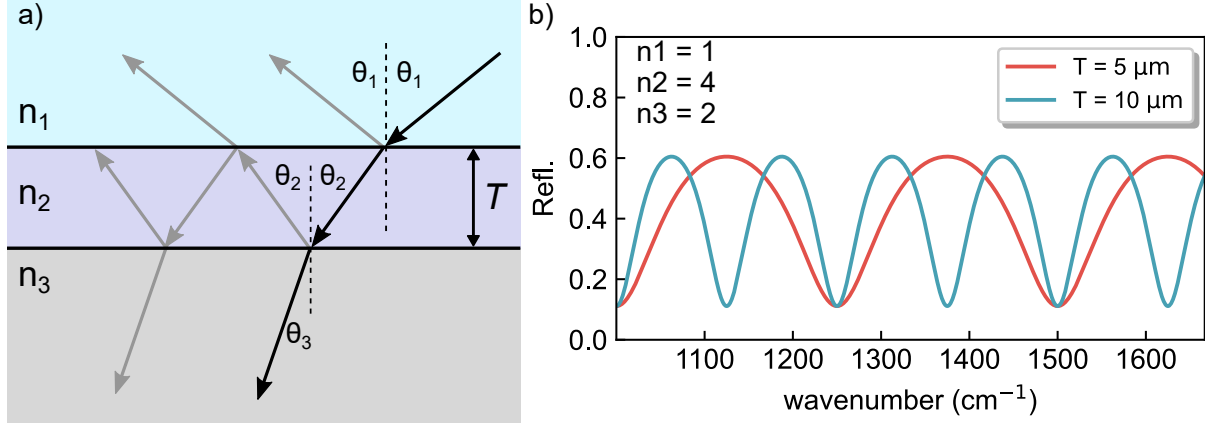 a)
θ₁ θ₁
n₁
θ₂ θ₂
n₂
T
n₃
θ₃
b)
1.0
0.8
0.6
0.4
0.2
0.0
Refl.
n1 = 1
n2 = 4
n3 = 2
T = 5 μm
T = 10 μm
1100 1200 1300 1400 1500 1600
wavenumber (cm⁻¹)